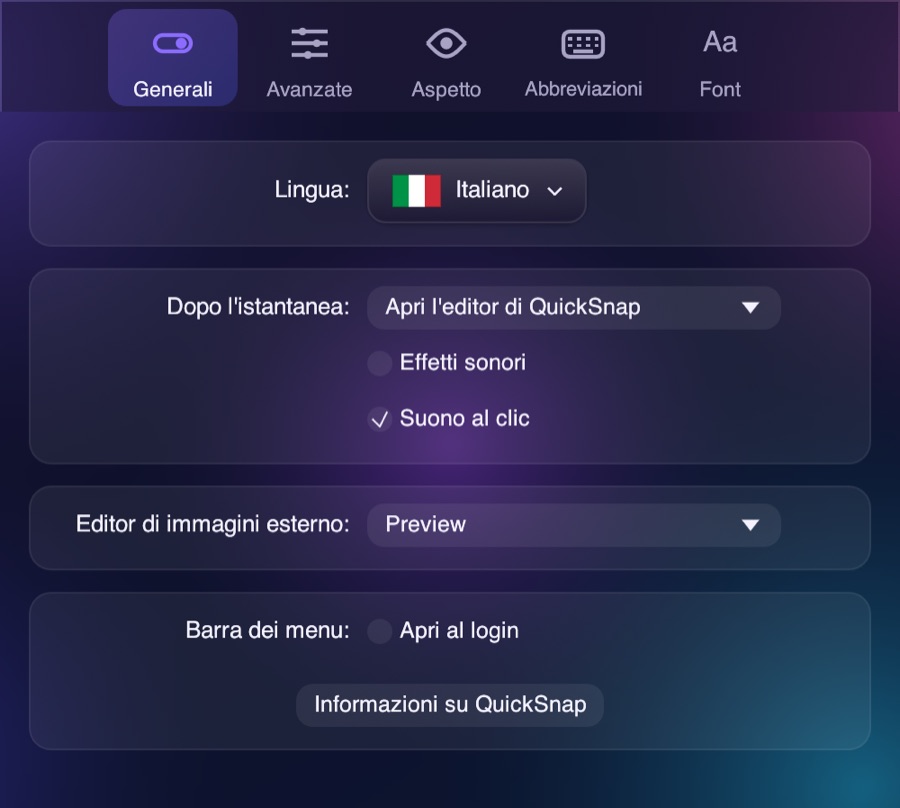 Generali
Avanzate
Aspetto
Abbreviazioni
Aa
Font
Lingua:
Italiano
Dopo l'istantanea:
Apri l'editor di QuickSnap
Effetti sonori
Suono al clic
Editor di immagini esterno:
Preview
Barra dei menu:
Apri al login
Informazioni su QuickSnap